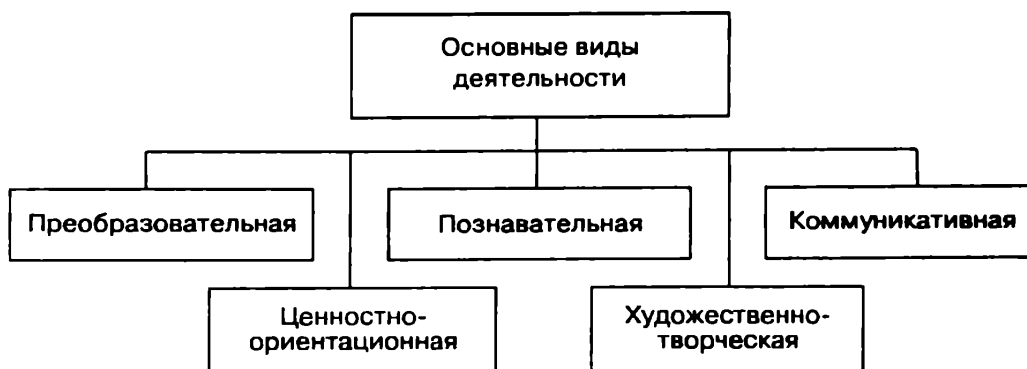 Основные виды
деятельности
Преобразовательная
Познавательная
Коммуникативная
Ценностно-
ориентационная
Художественно-
творческая